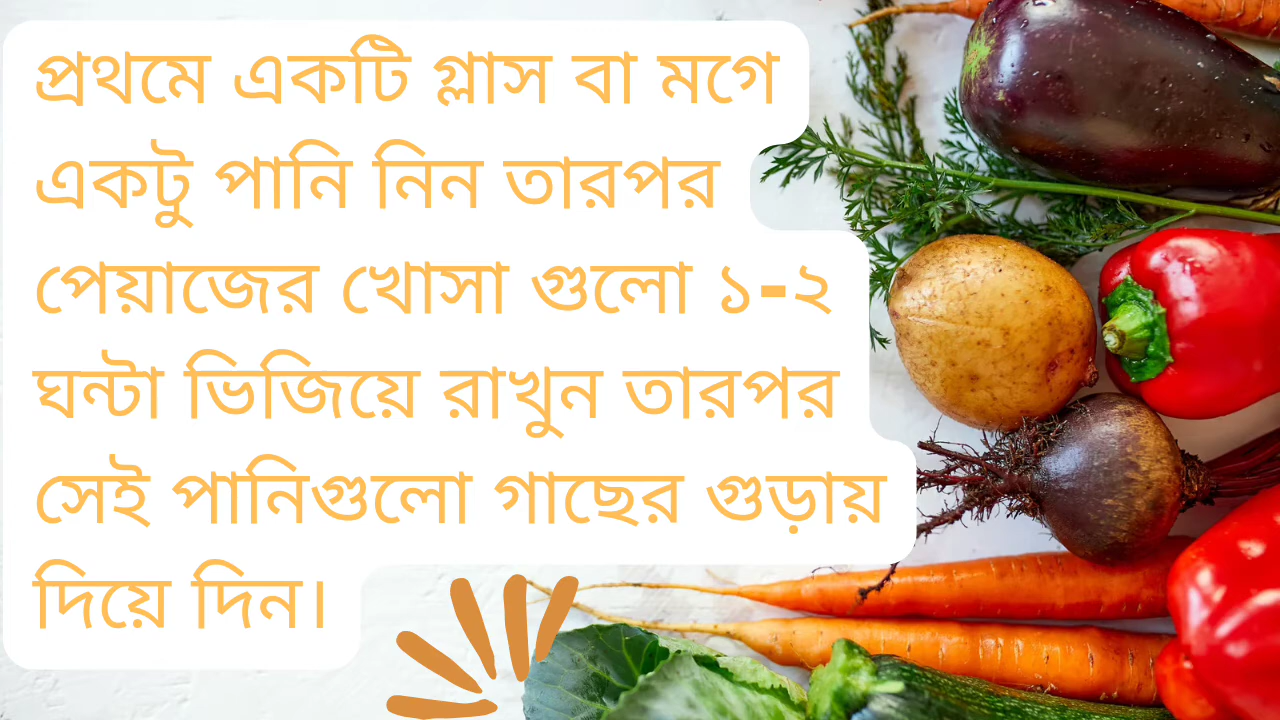 প্রথমে একটি গ্লাস বা মগে
একটু পানি নিন তারপর
পেয়াজের খোসা গুলো ১-২
ঘন্টা ভিজিয়ে রাখুন তারপর
সেই পানিগুলো গাছের গুড়ায়
দিয়ে দিন।